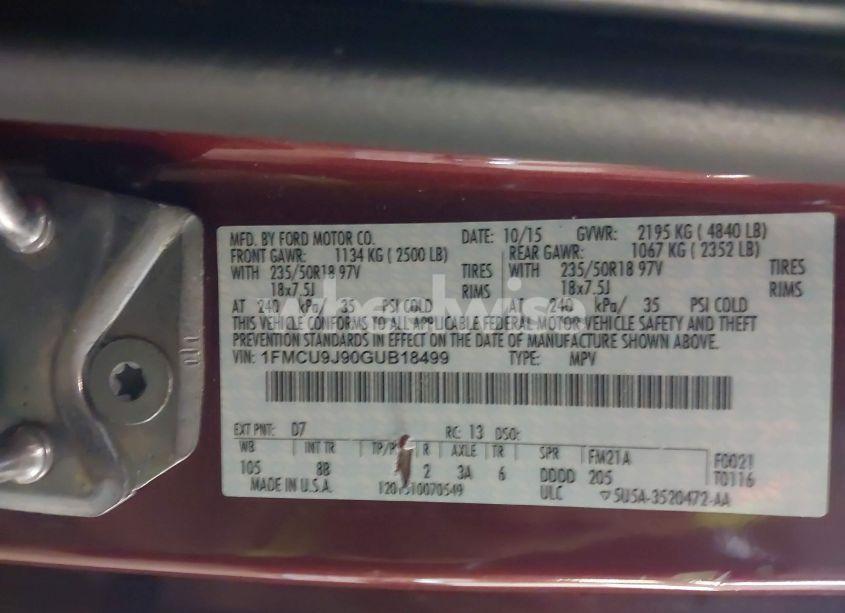 MFD. BY FORD MOTOR CO. DATE: 10/15 GVWR: 2195 KG ( 4840 LB)
FRONT GAWR: 1134 KG ( 2500 LB) REAR GAWR: 1067 KG ( 2352 LB)
WITH 235/50R18 97V TIRES WITH 235/50R18 97V TIRES
18x7.5J RIMS 18x7.5J RIMS
AT 240 kPa/ 35 PSI COLD AT 240 kPa/ 35 PSI COLD
THIS VEHICLE CONFORMS TO ALL APPLICABLE FEDERAL MOTOR VEHICLE SAFETY AND THEFT
PREVENTION STANDARDS IN EFFECT ON THE DATE OF MANUFACTURE SHOWN ABOVE.
VIN: 1FMCU9J90GUB18499 TYPE: MPV
EXT PNT: D7 RC: 13 DSO:
WB INT TR TP/P R AXLE TR SPR FM21A F0021
105 8B 2 3A 6 DDDD 205 T0116
MADE IN U.S.A. ULC 5U5A-3520472-AA
wheelwise